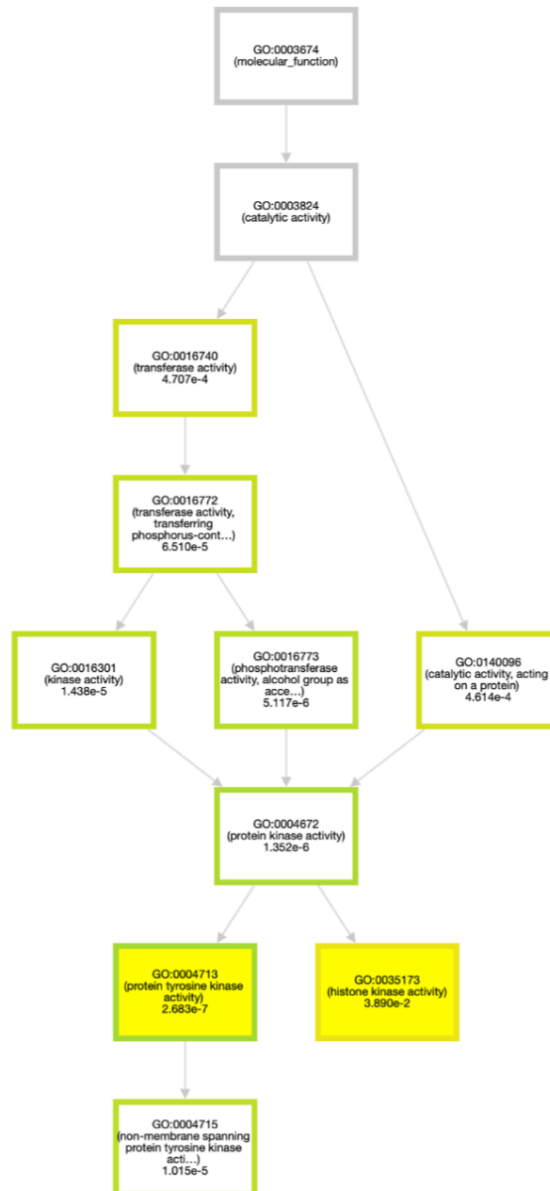 GO:0003674
(molecular_function)
GO:0003824
(catalytic activity)
GO:0016740
(transferase activity)
4.707e-4
GO:0016772
(transferase activity,
transferring
phosphorus-cont…)
6.510e-5
GO:0016301
(kinase activity)
1.438e-5
GO:0016773
(phosphotransferase
activity, alcohol group as
acce…)
5.117e-6
GO:0140096
(catalytic activity, acting
on a protein)
4.614e-4
GO:0004672
(protein kinase activity)
1.352e-6
GO:0004713
(protein tyrosine kinase
activity)
2.683e-7
GO:0035173
(histone kinase activity)
3.890e-2
GO:0004715
(non-membrane spanning
protein tyrosine kinase
acti…)
1.015e-5